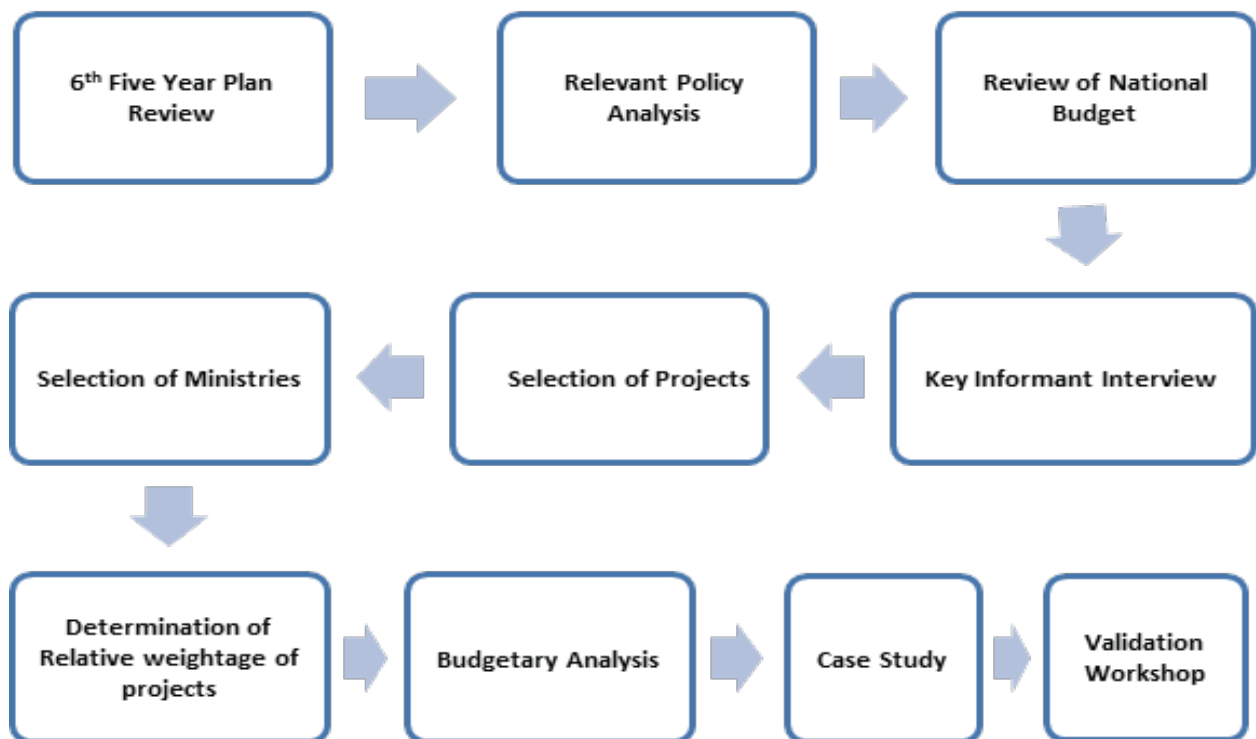 6th Five Year Plan
Review
Relevant Policy
Analysis
Review of National
Budget
Key Informant Interview
Selection of Projects
Selection of Ministries
Determination of
Relative weightage of
projects
Budgetary Analysis
Case Study
Validation
Workshop